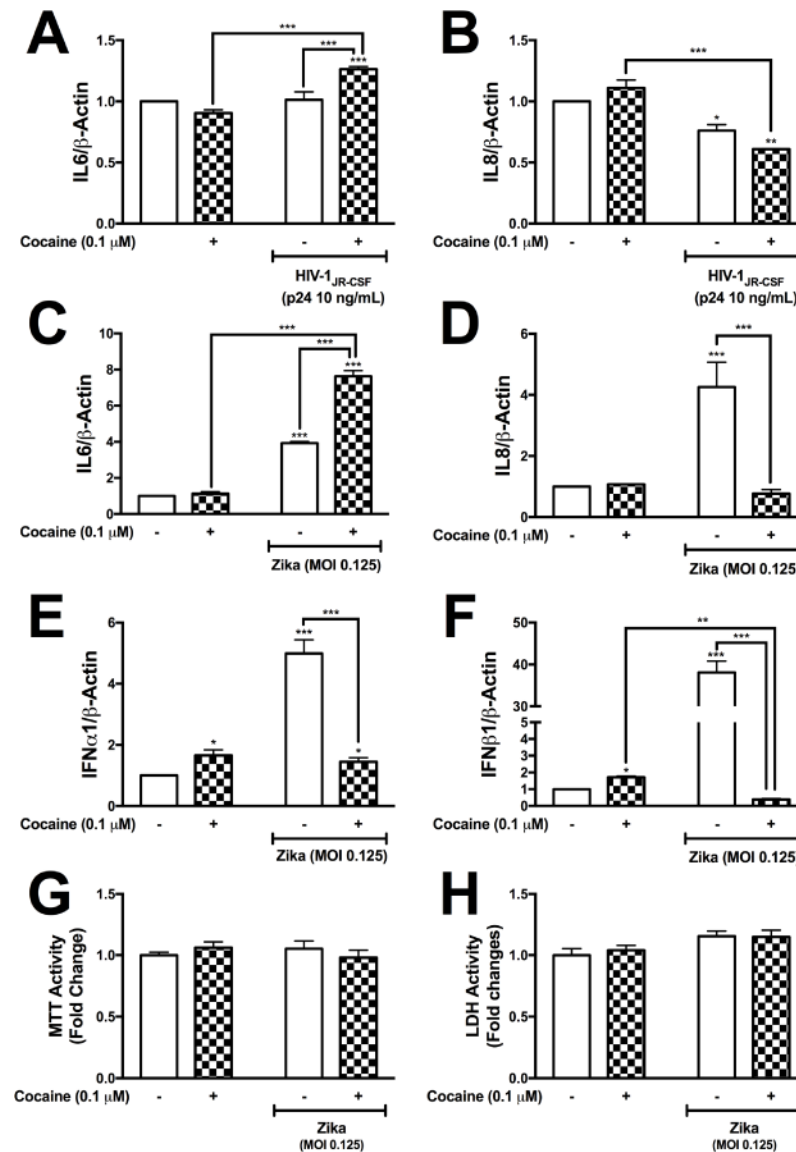 A
B
***
***
***
1.5
1.0
0.5
0.0
IL6/β-Actin
Cocaine (0.1 μM)
-
+
-
+
HIV-1JR-CSF
(p24 10 ng/mL)
***
*
**
1.5
1.0
0.5
0.0
IL8/β-Actin
Cocaine (0.1 μM)
-
+
-
+
HIV-1JR-CSF
(p24 10 ng/mL)
C
D
***
***
***
***
10
8
6
4
2
0
IL6/β-Actin
Cocaine (0.1 μM)
-
+
-
+
Zika (MOI 0.125)
***
***
6
4
2
0
IL8/β-Actin
Cocaine (0.1 μM)
-
+
-
+
Zika (MOI 0.125)
E
F
***
***
*
*
6
4
2
0
IFNα1/β-Actin
Cocaine (0.1 μM)
-
+
-
+
Zika (MOI 0.125)
**
***
***
*
50
40
30
5
4
3
2
1
0
IFNβ1/β-Actin
Cocaine (0.1 μM)
-
+
-
+
Zika (MOI 0.125)
G
H
1.5
1.0
0.5
0.0
MTT Activity
(Fold Change)
Cocaine (0.1 μM)
-
+
-
+
Zika
(MOI 0.125)
1.5
1.0
0.5
0.0
LDH Activity
(Fold changes)
Cocaine (0.1 μM)
-
+
-
+
Zika
(MOI 0.125)